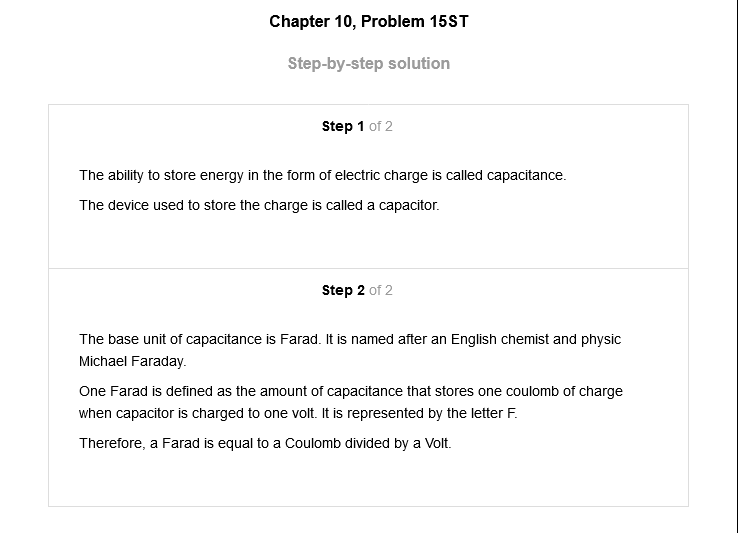 Chapter 10, Problem 15ST
Step-by-step solution
Step 1 of 2
The ability to store energy in the form of electric charge is called capacitance.
The device used to store the charge is called a capacitor.
Step 2 of 2
The base unit of capacitance is Farad. It is named after an English chemist and physic
Michael Faraday.
One Farad is defined as the amount of capacitance that stores one coulomb of charge
when capacitor is charged to one volt. It is represented by the letter F.
Therefore, a Farad is equal to a Coulomb divided by a Volt.